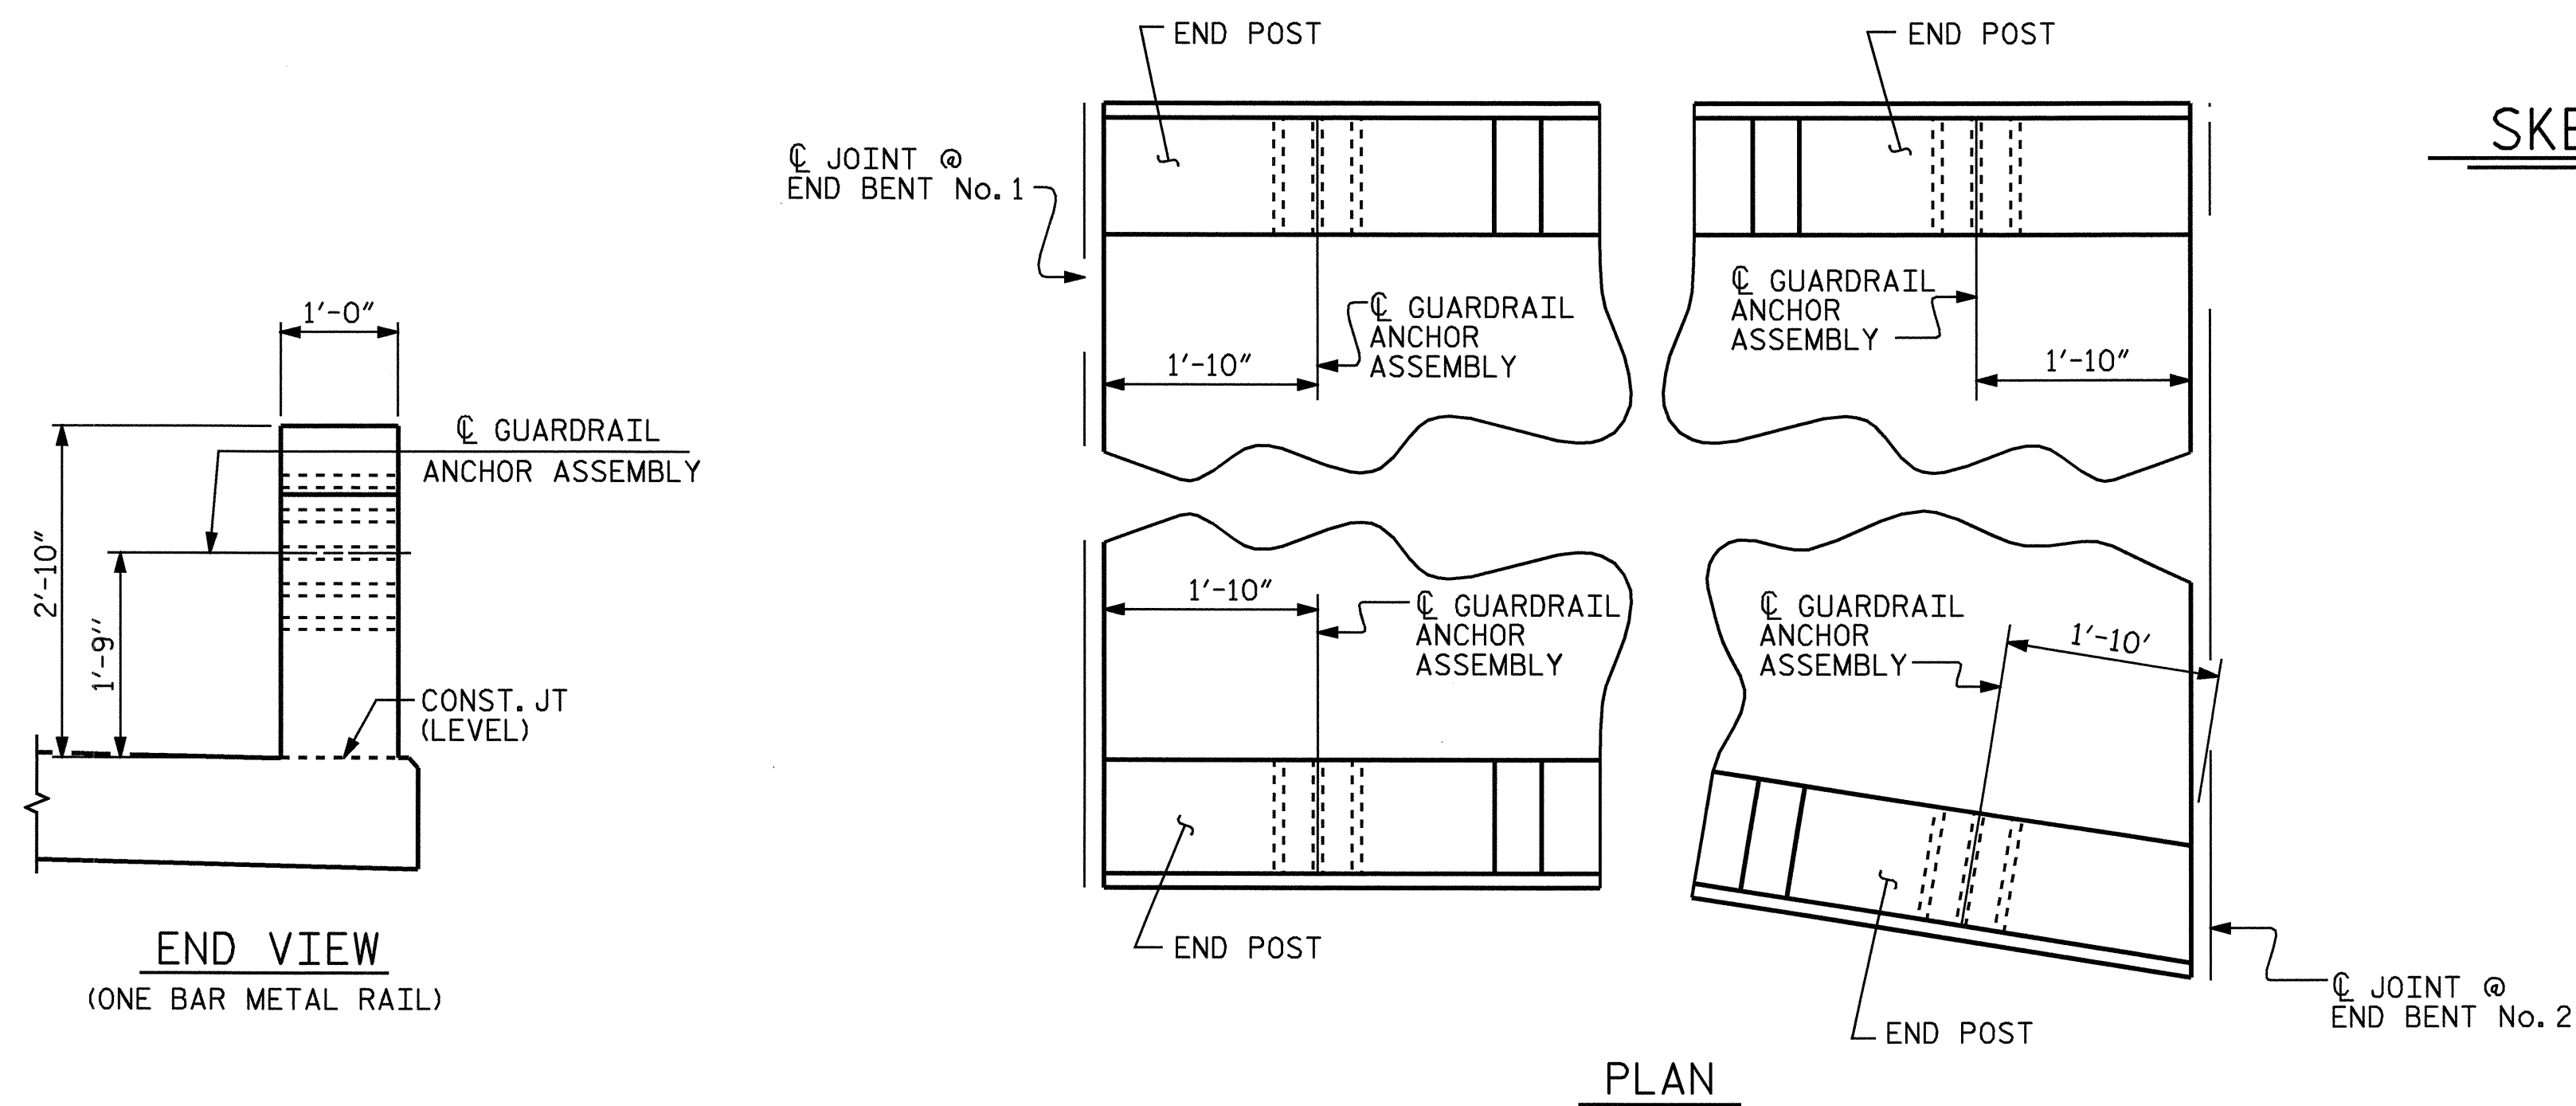 END POST
END POST
SKE
℄ JOINT @
END BENT No. 1
1'-0"
℄ GUARDRAIL
ANCHOR ASSEMBLY
2'-10"
1'-9''
CONST. JT
(LEVEL)
END VIEW
(ONE BAR METAL RAIL)
℄ GUARDRAIL
ANCHOR
ASSEMBLY
1'-10"
℄ GUARDRAIL
ANCHOR
ASSEMBLY
1'-10"
1'-10"
℄ GUARDRAIL
ANCHOR
ASSEMBLY
℄ GUARDRAIL
ANCHOR
ASSEMBLY
1'-10'
END POST
END POST
℄ JOINT @
END BENT No. 2
PLAN